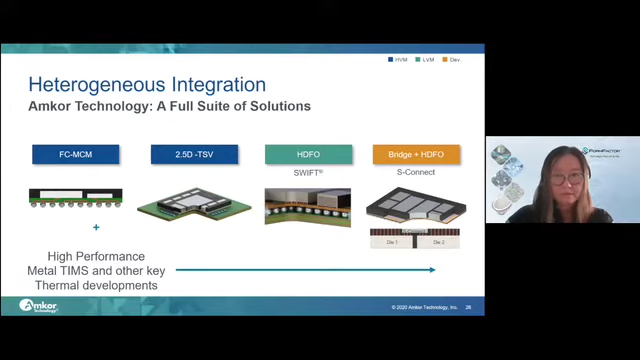 HVM LVM Dev
Heterogeneous Integration
Amkor Technology: A Full Suite of Solutions
FC-MCM
2.5D -TSV
HDFO
Bridge + HDFO
SWIFT®
S-Connect
Die 1
Die 2
+
High Performance
Metal TIMS and other key
Thermal developments
Amkor
Technology
© 2020 Amkor Technology, Inc.
26
FORMFACTOR